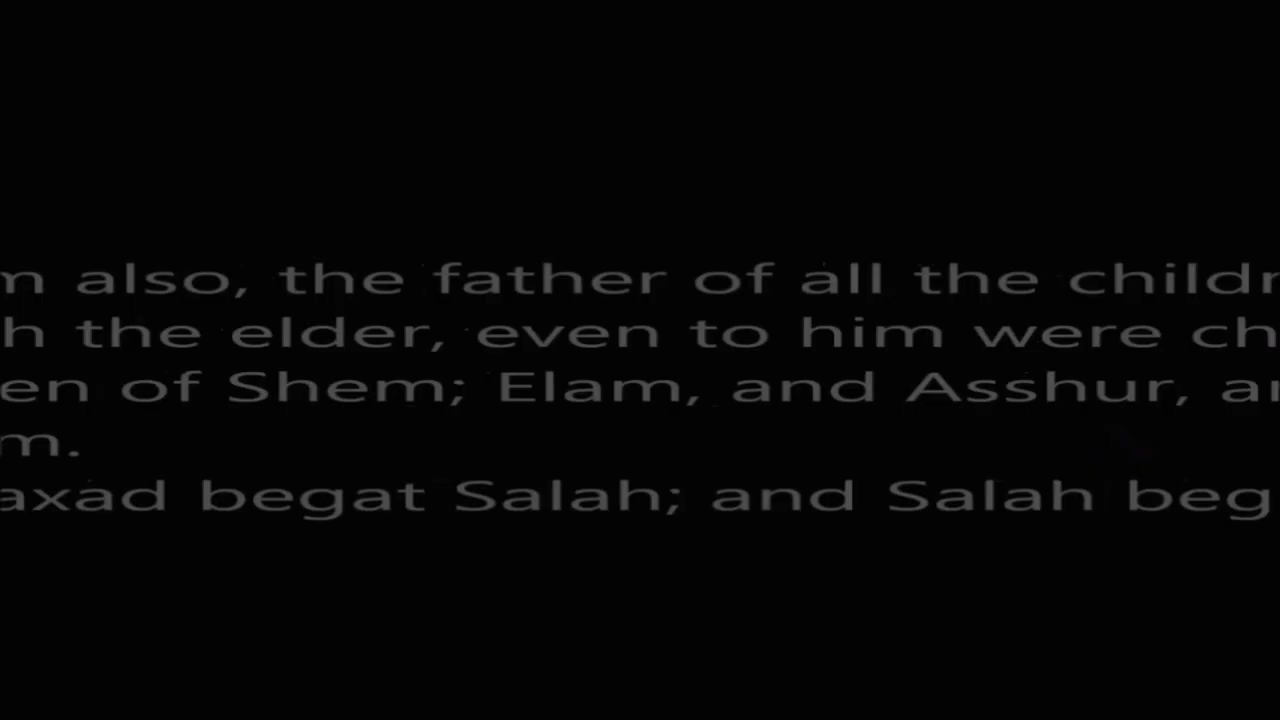 m also, the father of all the childr
h the elder, even to him were ch
en of Shem; Elam, and Asshur, an
m.
axad begat Salah; and Salah beg